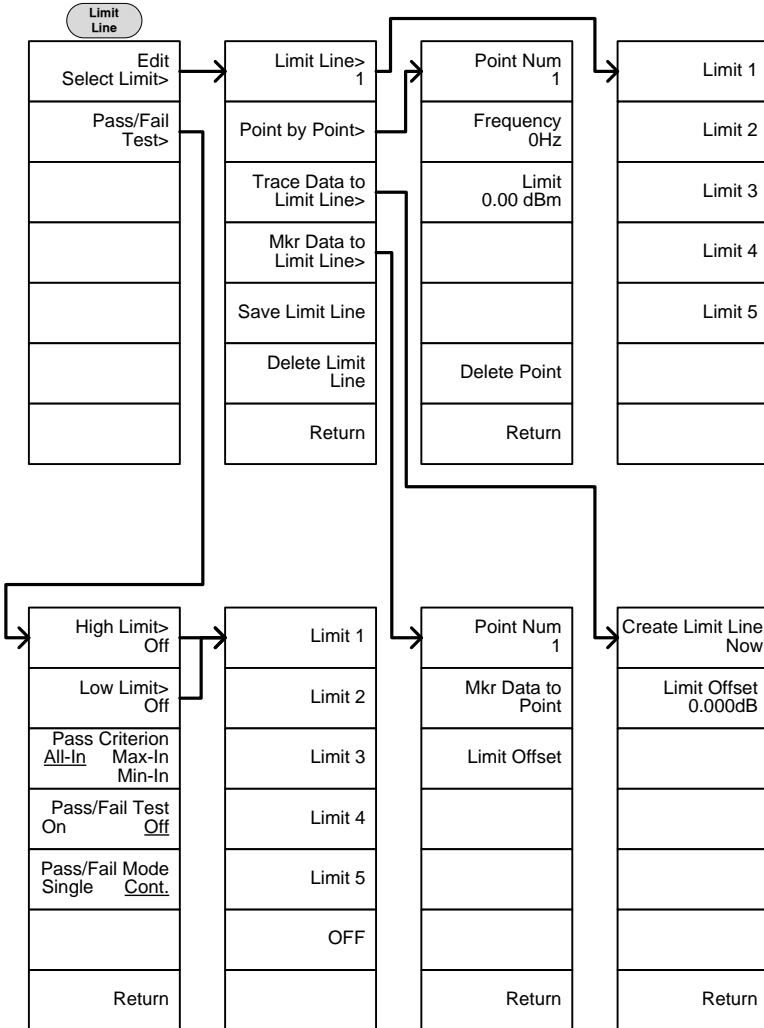 Limit
Line
Edit
Select Limit>
Pass/Fail
Test>
Limit Line>
1
Point by Point>
Trace Data to
Limit Line>
Mkr Data to
Limit Line>
Save Limit Line
Delete Limit
Line
Return
Point Num
1
Frequency
0Hz
Limit
0.00 dBm
Delete Point
Return
Limit 1
Limit 2
Limit 3
Limit 4
Limit 5
High Limit>
Off
Low Limit>
Off
Pass Criterion
All-In Max-In
Min-In
Pass/Fail Test
On Off
Pass/Fail Mode
Single Cont.
Return
Limit 1
Limit 2
Limit 3
Limit 4
Limit 5
OFF
Point Num
1
Mkr Data to
Point
Limit Offset
Return
Create Limit Line
Now
Limit Offset
0.000dB
Return